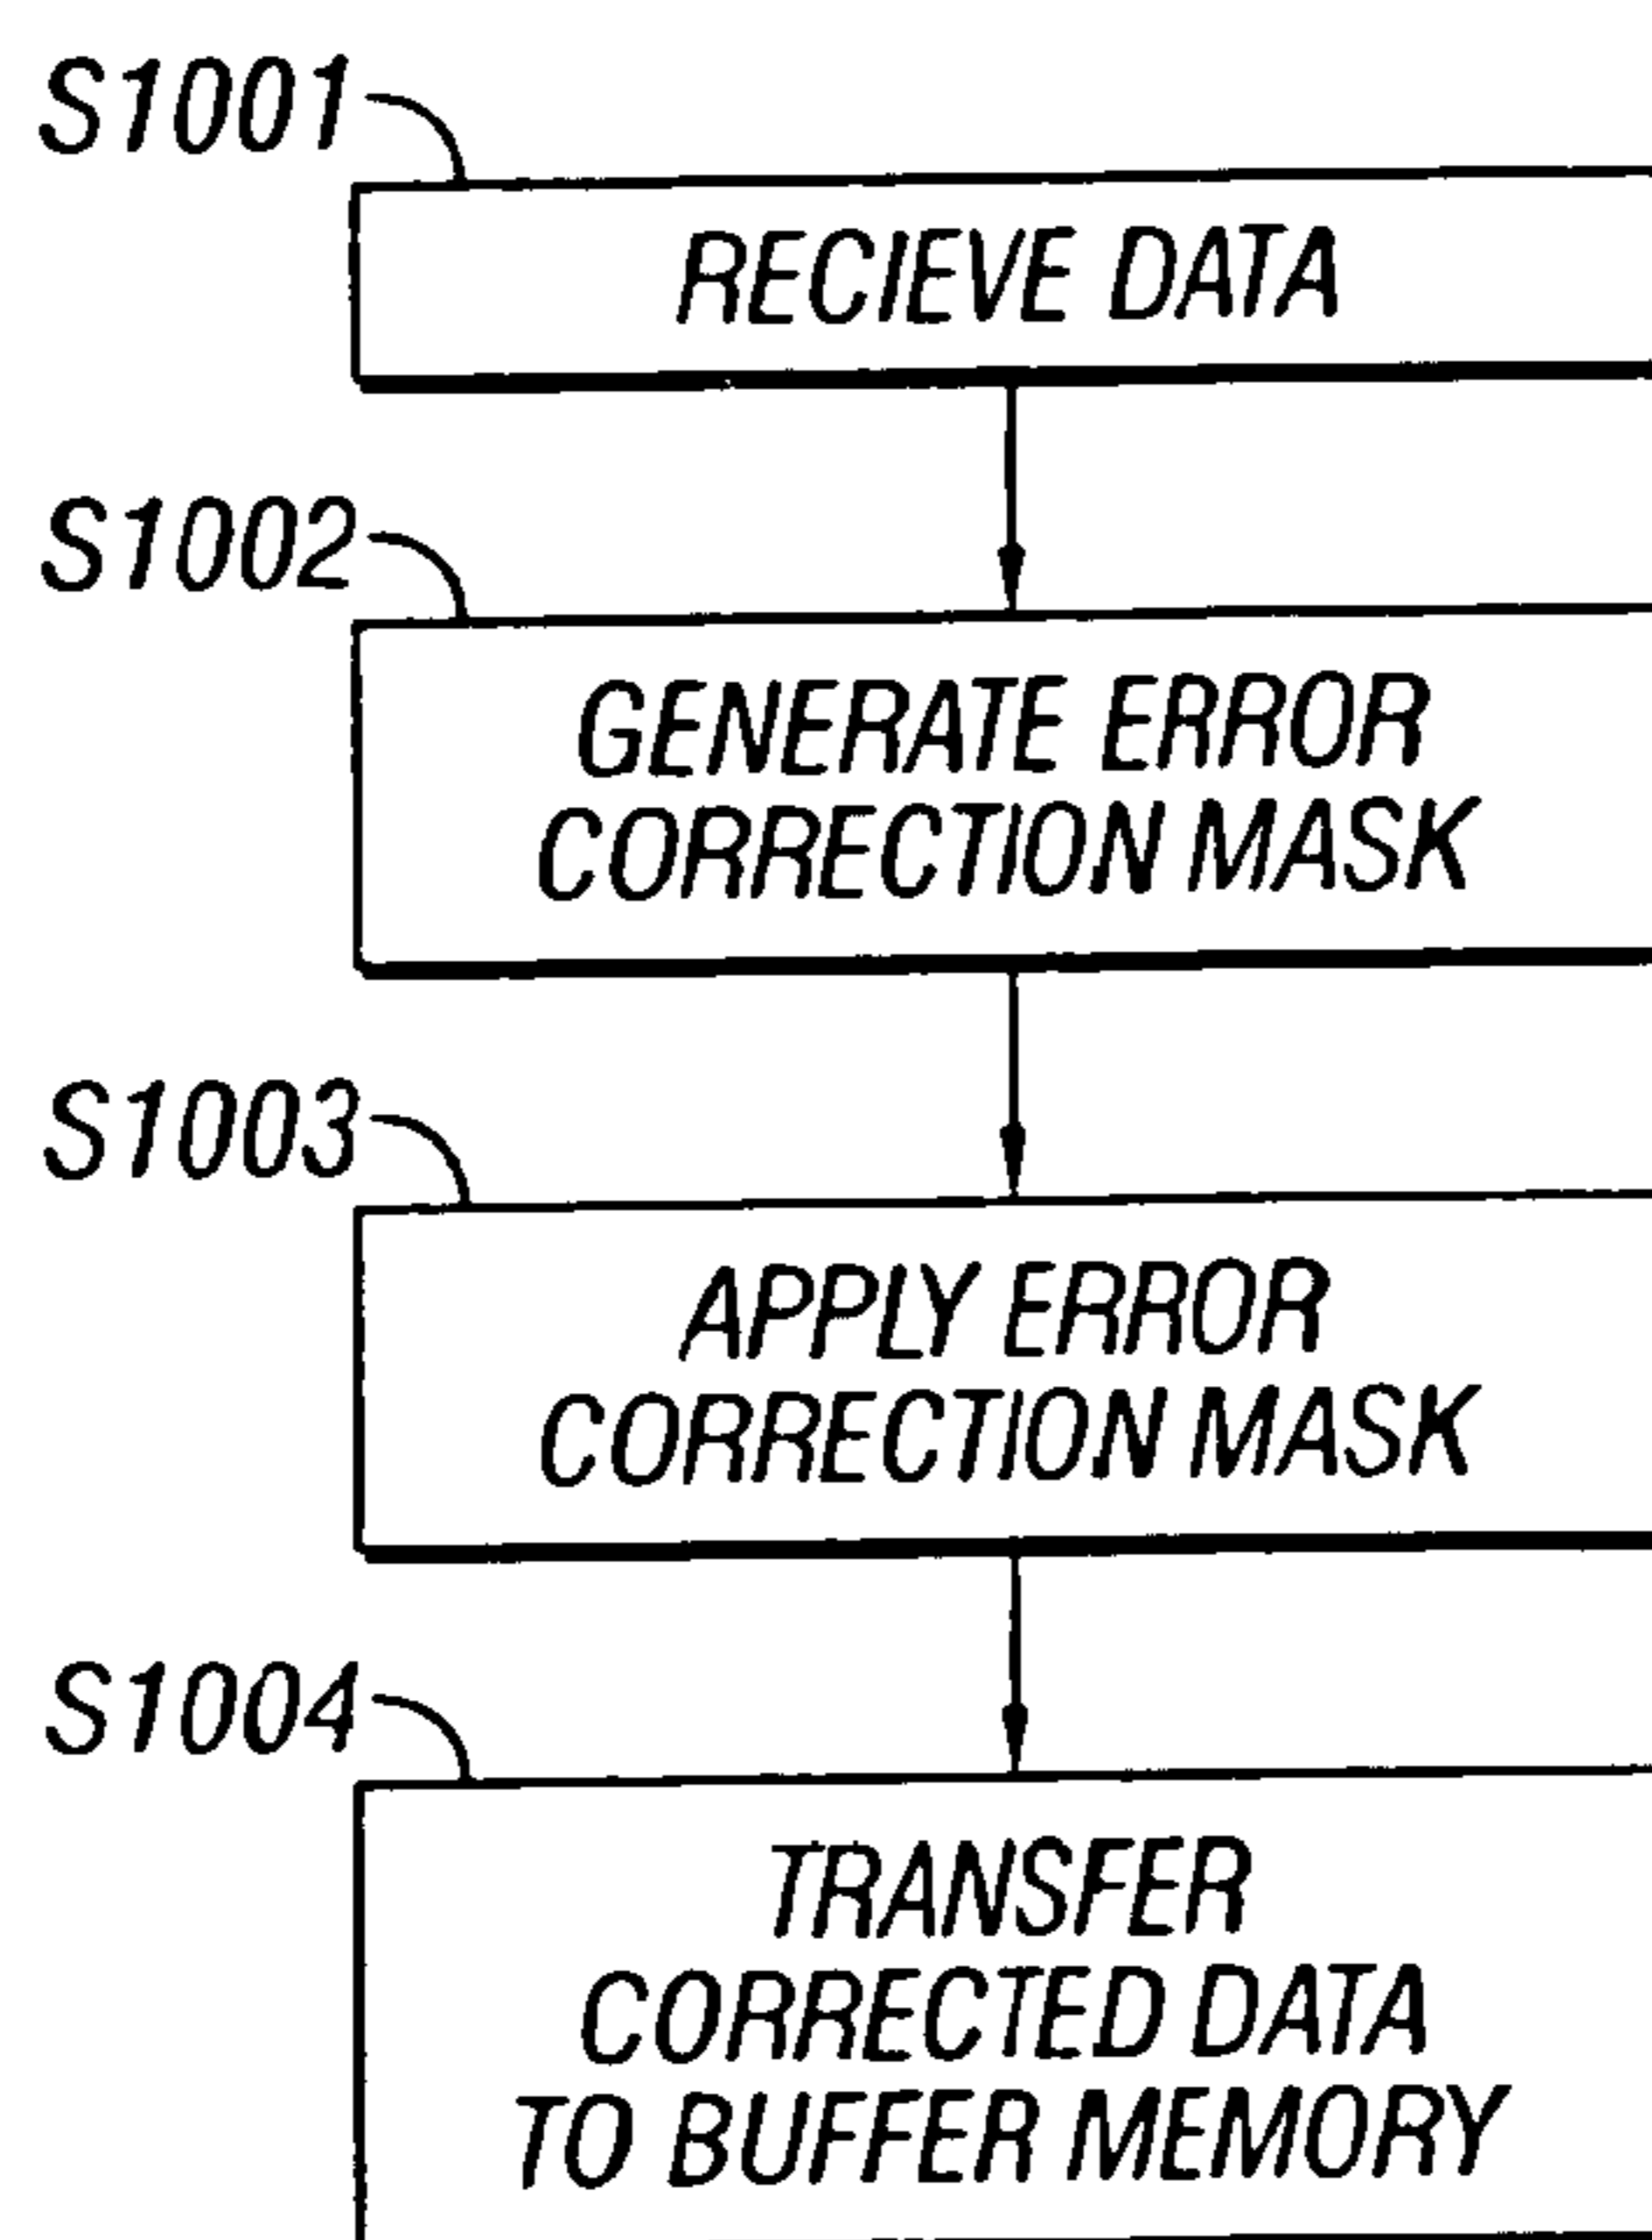 S1001
RECIEVE DATA
S1002
GENERATE ERROR
CORRECTION MASK
S1003
APPLY ERROR
CORRECTION MASK
S1004
TRANSFER
CORRECTED DATA
TO BUFFER MEMORY